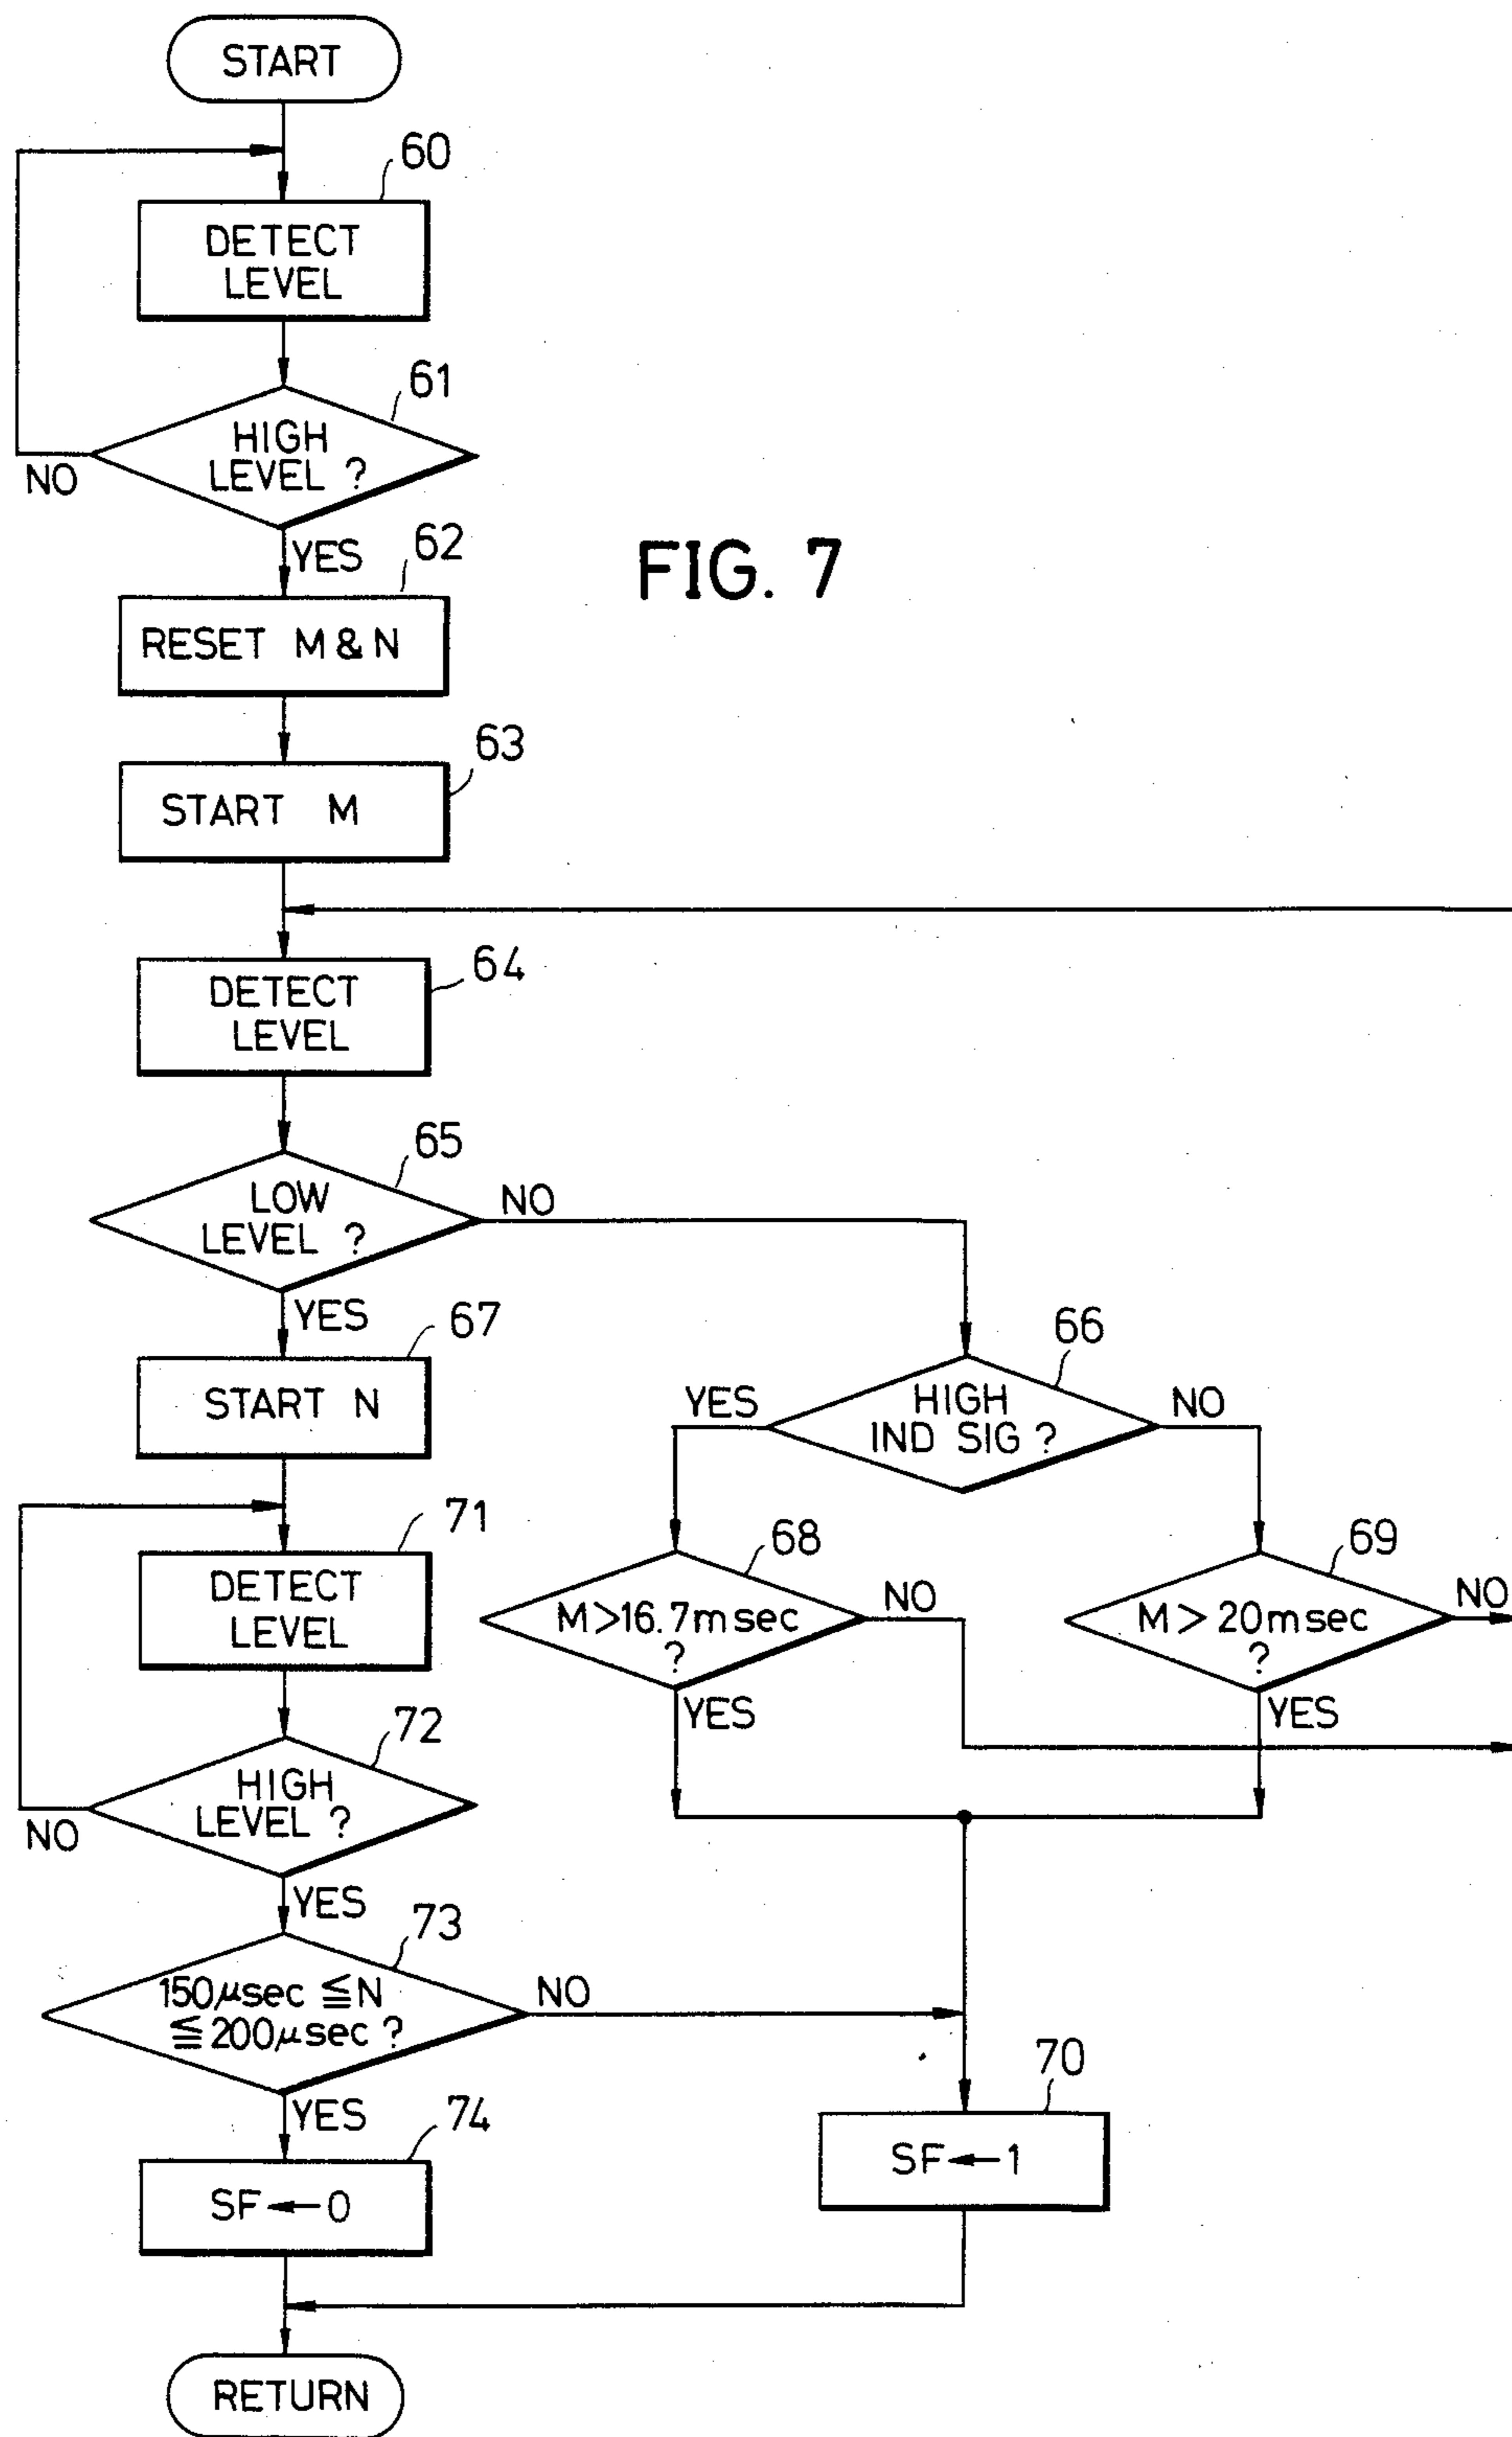 START
60
DETECT
LEVEL
61
HIGH
LEVEL ?
NO
YES
62
FIG. 7
RESET M & N
63
START M
64
DETECT
LEVEL
65
LOW
LEVEL ?
NO
YES
67
66
START N
YES
HIGH
IND SIG ?
NO
71
68
69
DETECT
LEVEL
M>16.7msec
?
NO
YES
M> 20msec
?
NO
YES
72
HIGH
LEVEL ?
NO
YES
73
150μsec ≦N
≦200μsec ?
NO
YES
70
74
SF←1
SF←0
RETURN